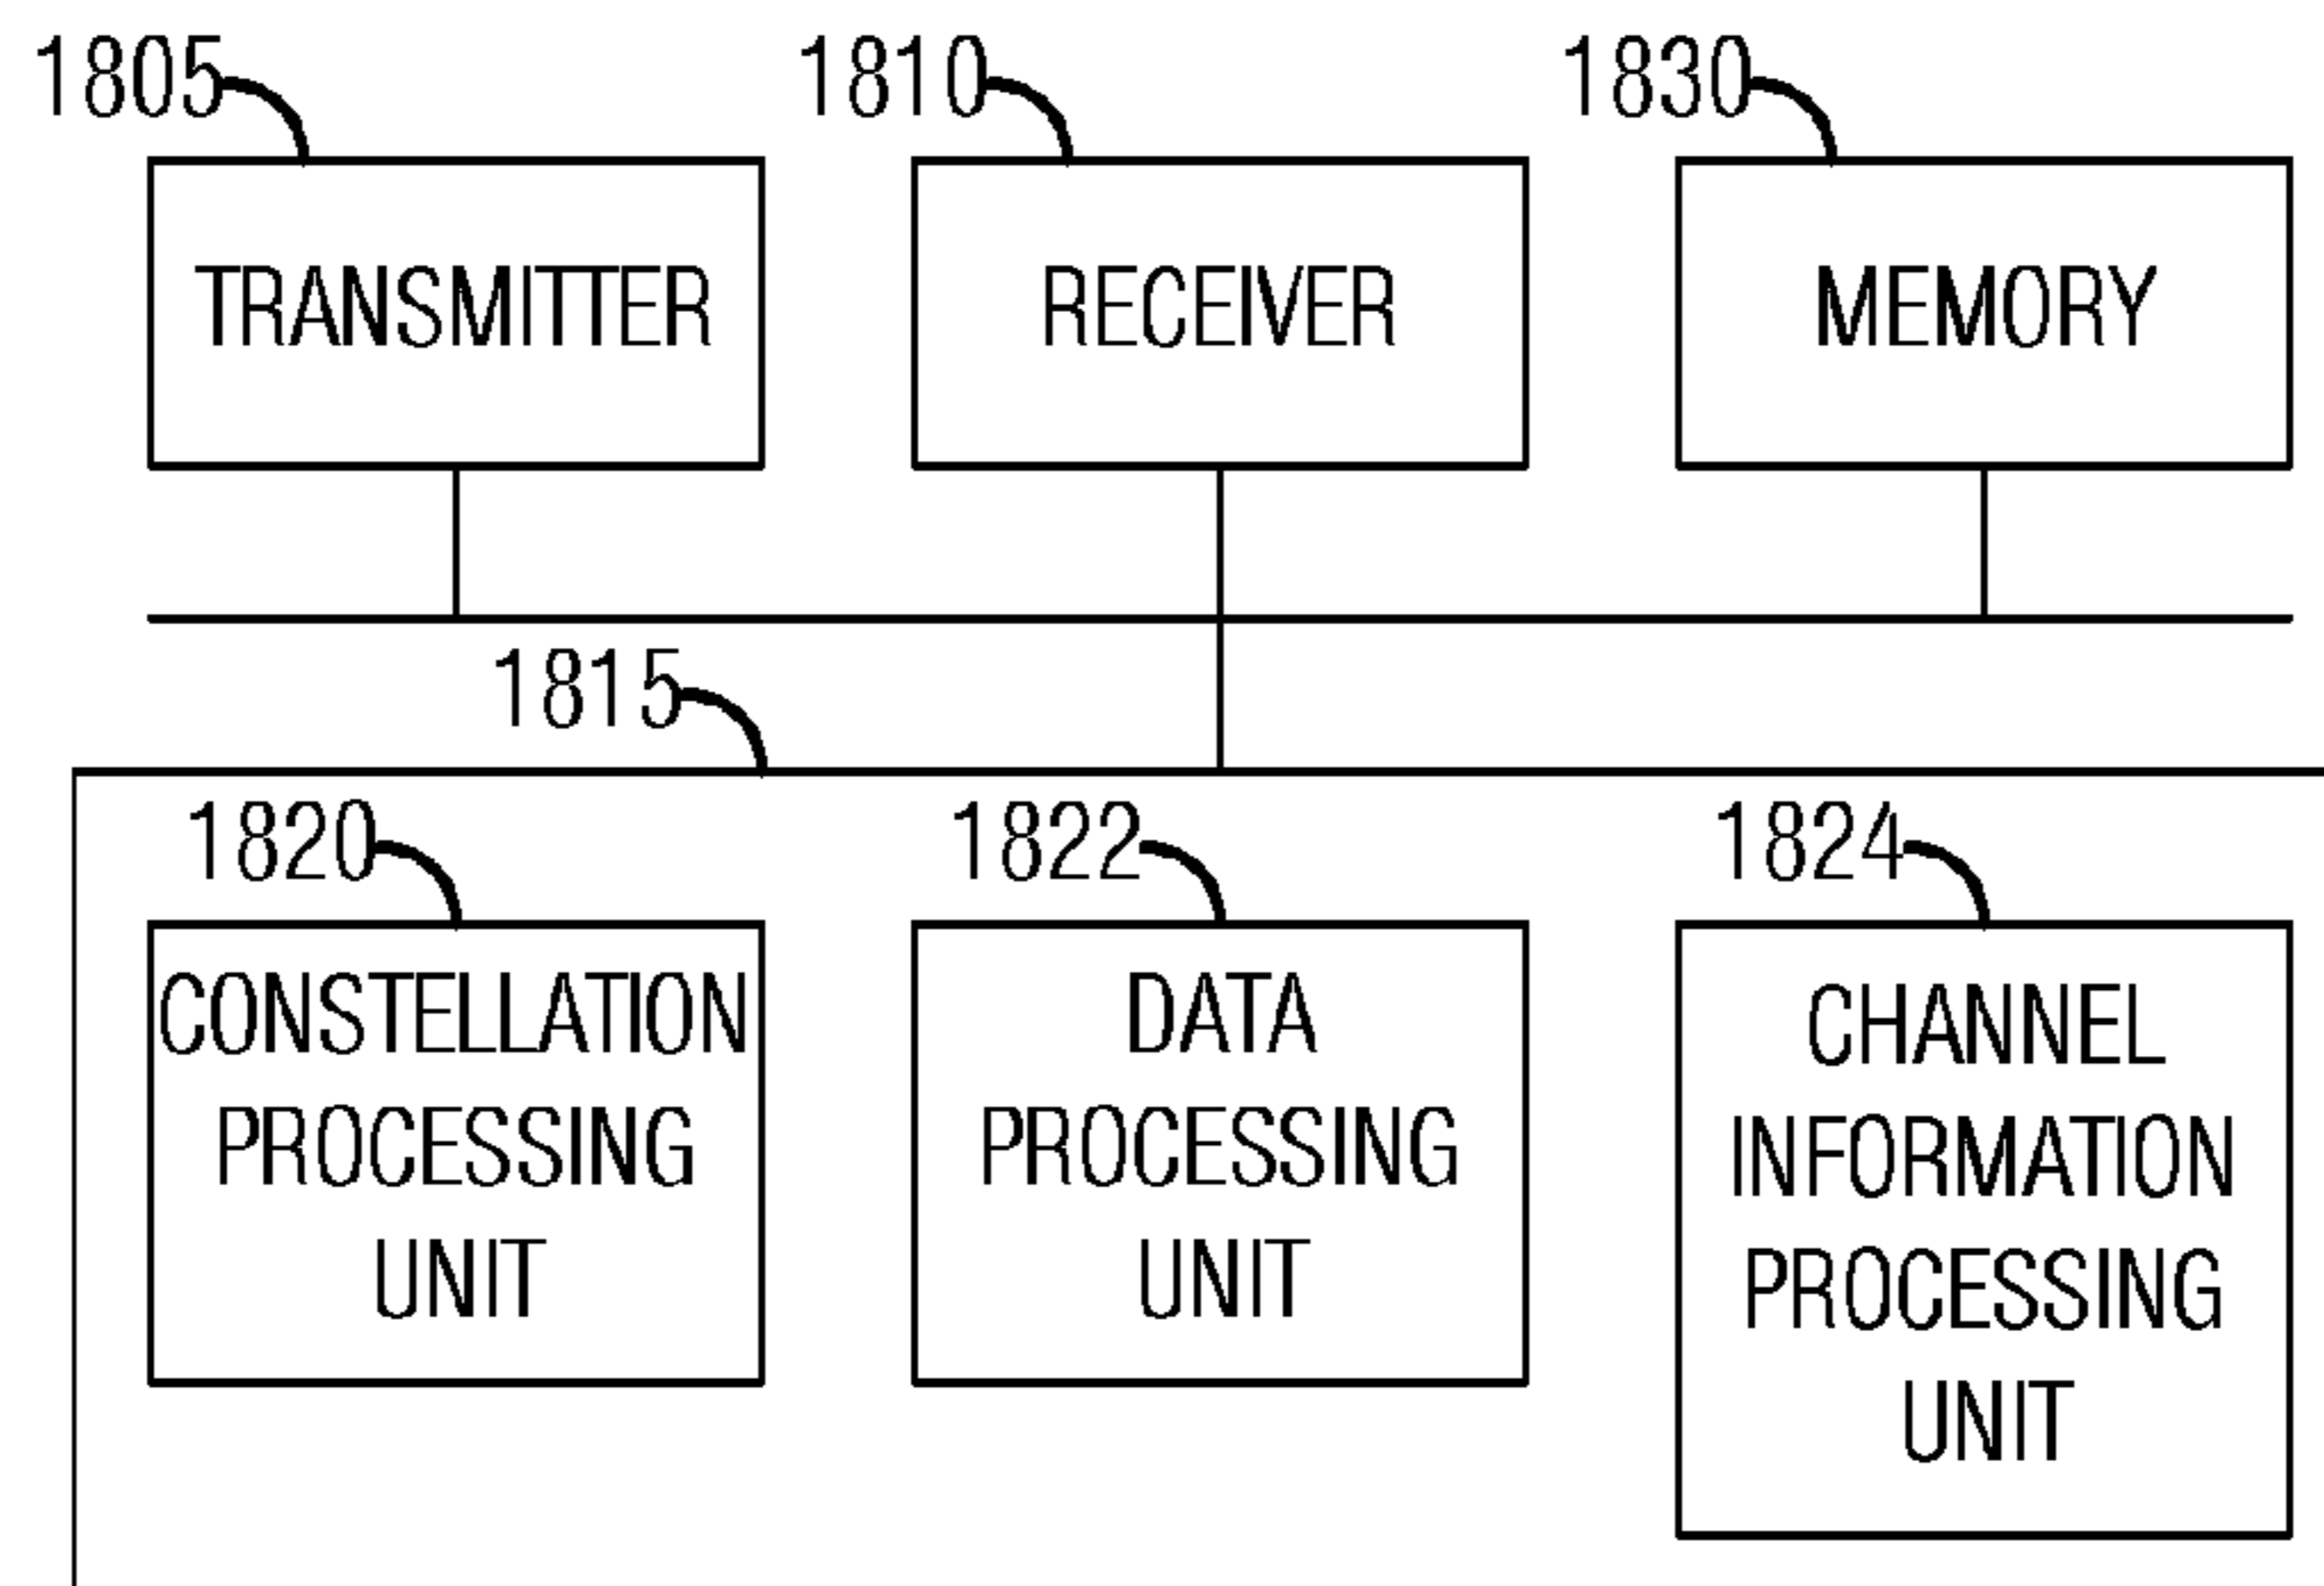 1805
1810
1830
TRANSMITTER
RECEIVER
MEMORY
1815
1820
1822
1824
CONSTELLATION
PROCESSING
UNIT
DATA
PROCESSING
UNIT
CHANNEL
INFORMATION
PROCESSING
UNIT